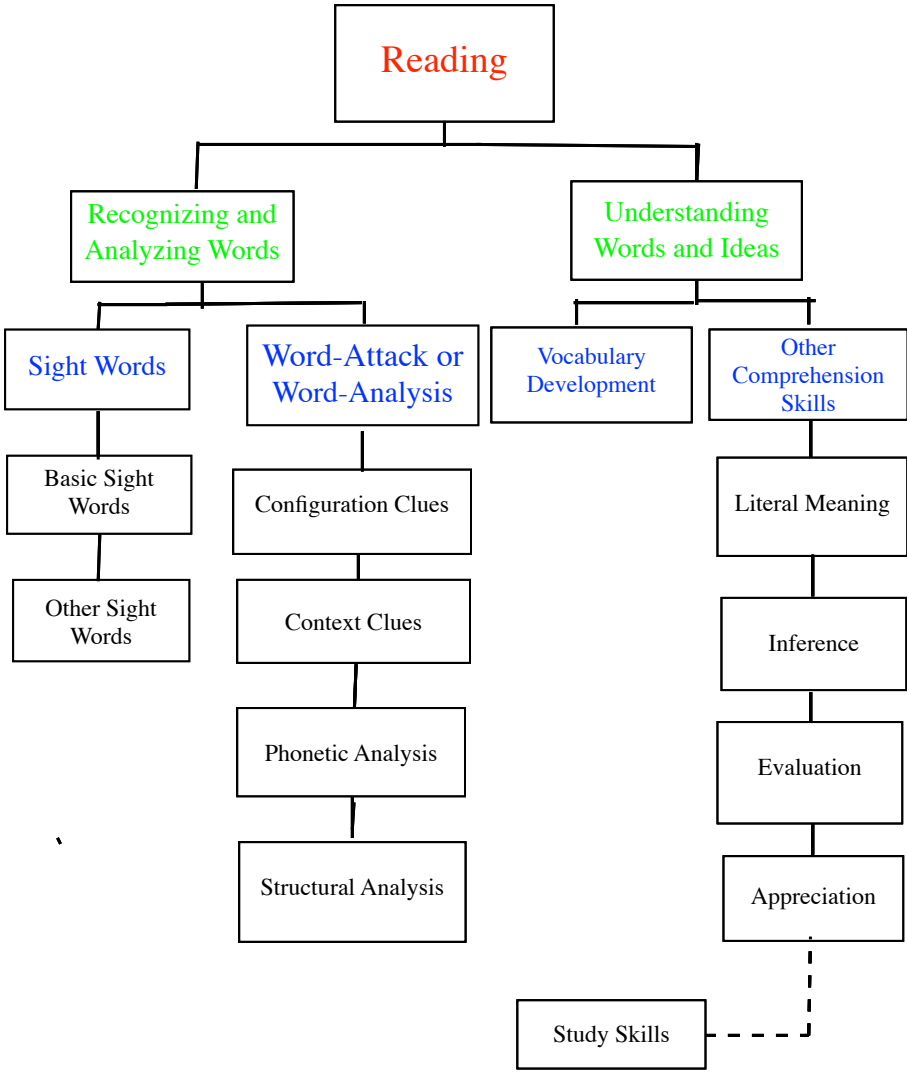 Reading
Recognizing and
Analyzing Words
Understanding
Words and Ideas
Sight Words
Word-Attack or
Word-Analysis
Vocabulary
Development
Other
Comprehension
Skills
Basic Sight
Words
Other Sight
Words
Configuration Clues
Context Clues
Phonetic Analysis
Structural Analysis
Literal Meaning
Inference
Evaluation
Appreciation
Study Skills